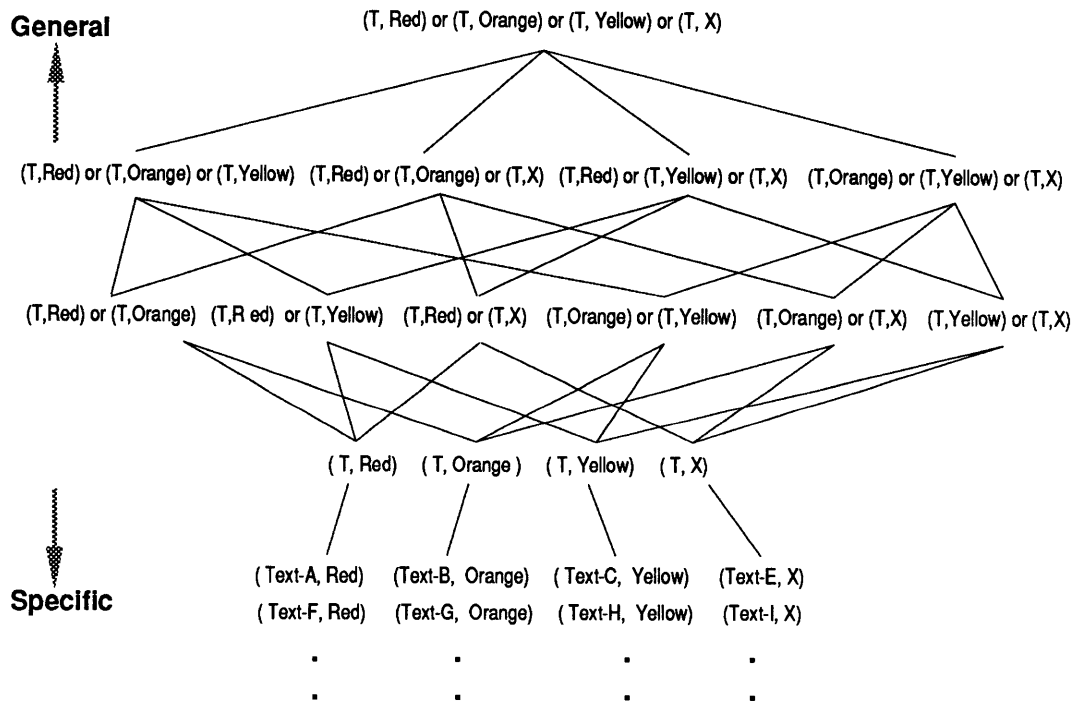 (T, Red) or (T, Orange) or (T, Yellow) or (T, X)
General
(T,Red) or (T,Orange) or (T,Yellow) (T,Red) or (T,Orange) or (T,X) (T,Red) or (T,Yellow) or (T,X) (T,Orange) or (T,Yellow) or (T,X)
(T,Red) or (T,Orange) (T,R ed) or (T,Yellow) (T,Red) or (T,X) (T,Orange) or (T,Yellow) (T,Orange) or (T,X) (T,Yellow) or (T,X)
( T, Red) ( T, Orange ) ( T, Yellow) ( T, X)
( Text-A, Red) (Text-B, Orange) ( Text-C, Yellow) (Text-E, X)
Specific
( Text-F, Red) (Text-G, Orange) ( Text-H, Yellow) (Text-I, X)